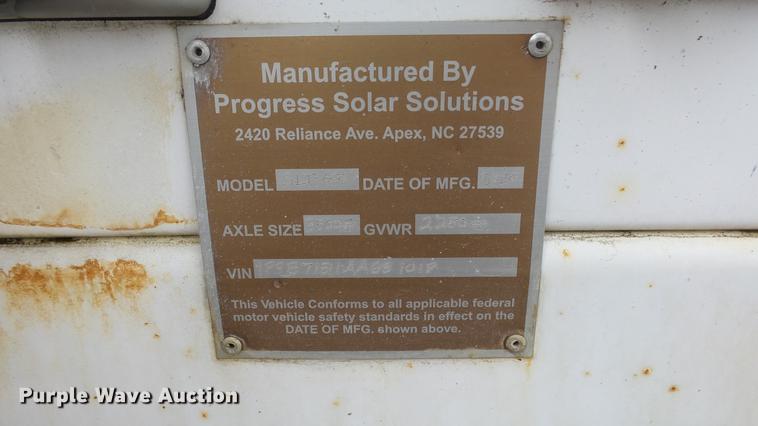 Manufactured By
Progress Solar Solutions
2420 Reliance Ave. Apex, NC 27539
MODEL DATE OF MFG.
AXLE SIZE GVWR
VIN
This Vehicle Conforms to all applicable federal
motor vehicle safety standards in effect on the
DATE OF MFG. shown above.
Purple Wave Auction